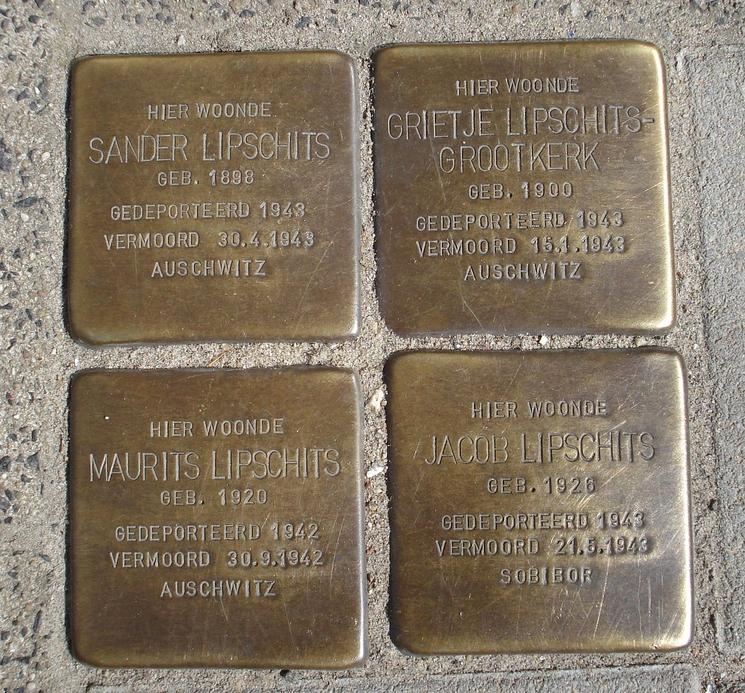 HIER WOONDE
SANDER LIPSCHITS
GEB. 1898
GEDEPORTEERD 1943
VERMOORD 30.4.1943
AUSCHWITZ
HIER WOONDE
GRIETJE LIPSCHITS-
GROOTKERK
GEB. 1900
GEDEPORTEERD 1943
VERMOORD 15.1.1943
AUSCHWITZ
HIER WOONDE
MAURITS LIPSCHITS
GEB. 1920
GEDEPORTEERD 1942
VERMOORD 30.9.1942
AUSCHWITZ
HIER WOONDE
JACOB LIPSCHITS
GEB. 1926
GEDEPORTEERD 1943
VERMOORD 21.5.1943
SOBIBOR